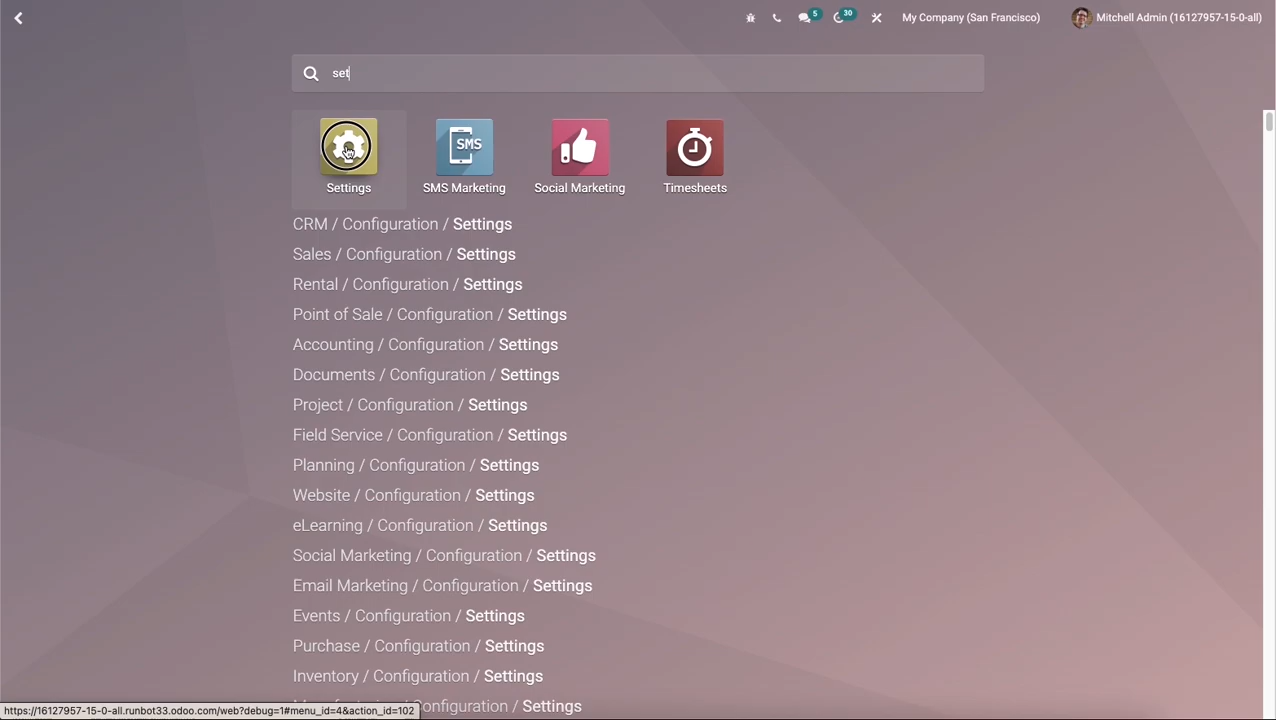 5
30
My Company (San Francisco)
Mitchell Admin (16127957-15-0-all)
set
SMS
Settings
SMS Marketing
Social Marketing
Timesheets
CRM / Configuration / Settings
Sales / Configuration / Settings
Rental / Configuration / Settings
Point of Sale / Configuration / Settings
Accounting / Configuration / Settings
Documents / Configuration / Settings
Project / Configuration / Settings
Field Service / Configuration / Settings
Planning / Configuration / Settings
Website / Configuration / Settings
eLearning / Configuration / Settings
Social Marketing / Configuration / Settings
Email Marketing / Configuration / Settings
Events / Configuration / Settings
Purchase / Configuration / Settings
Inventory / Configuration / Settings
/ Configuration / Settings
https://16127957-15-0-all.runbot33.odoo.com/web?debug=1#menu_id=4&action_id=102